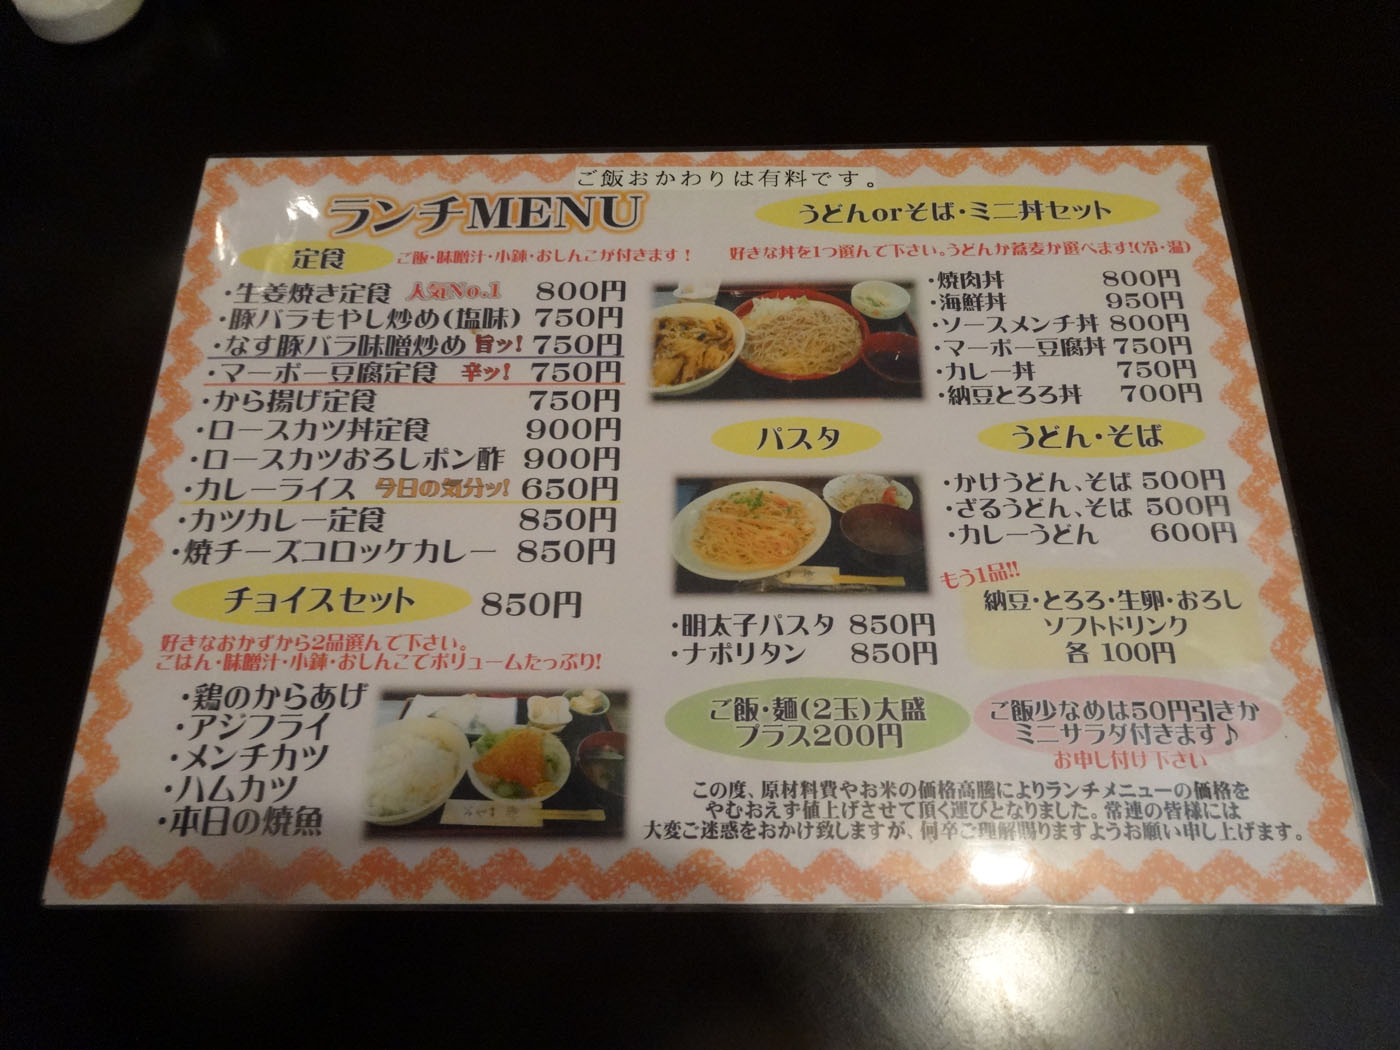 ご飯おかわりは有料です。
ランチMENU
定食 ご飯・味噌汁・小鉢・おしんこが付きます!
・生姜焼き定食 人気No.1 800円
・豚バラもやし炒め(塩味) 750円
・なす豚バラ味噌炒め 旨ッ! 750円
・マーボー豆腐定食 辛ッ! 750円
・から揚げ定食 750円
・ロースカツ丼定食 900円
・ロースカツおろしポン酢 900円
・カレーライス 今日の気分ッ! 650円
・カツカレー定食 850円
・焼チーズコロッケカレー 850円
チョイスセット 850円
好きなおかずから2品選んで下さい。
ごはん・味噌汁・小鉢・おしんこでボリュームたっぷり!
・鶏のからあげ
・アジフライ
・メンチカツ
・ハムカツ
・本日の焼魚
うどんorそば・ミニ丼セット
好きな丼を1つ選んで下さい。うどんか蕎麦が選べます!(冷・温)
・焼肉丼 800円
・海鮮丼 950円
・ソースメンチ丼 800円
・マーボー豆腐丼 750円
・カレー丼 750円
・納豆とろろ丼 700円
パスタ
・明太子パスタ 850円
・ナポリタン 850円
うどん・そば
・かけうどん、そば 500円
・ざるうどん、そば 500円
・カレーうどん 600円
もう1品!!
納豆・とろろ・生卵・おろし
ソフトドリンク
各 100円
ご飯・麺(2玉)大盛
プラス200円
ご飯少なめは50円引きか
ミニサラダ付きます♪
お申し付け下さい
この度、原材料費やお米の価格高騰によりランチメニューの価格を
やむおえず値上げさせて頂く運びとなりました。常連の皆様には
大変ご迷惑をおかけ致しますが、何卒ご理解賜りますようお願い申し上げます。